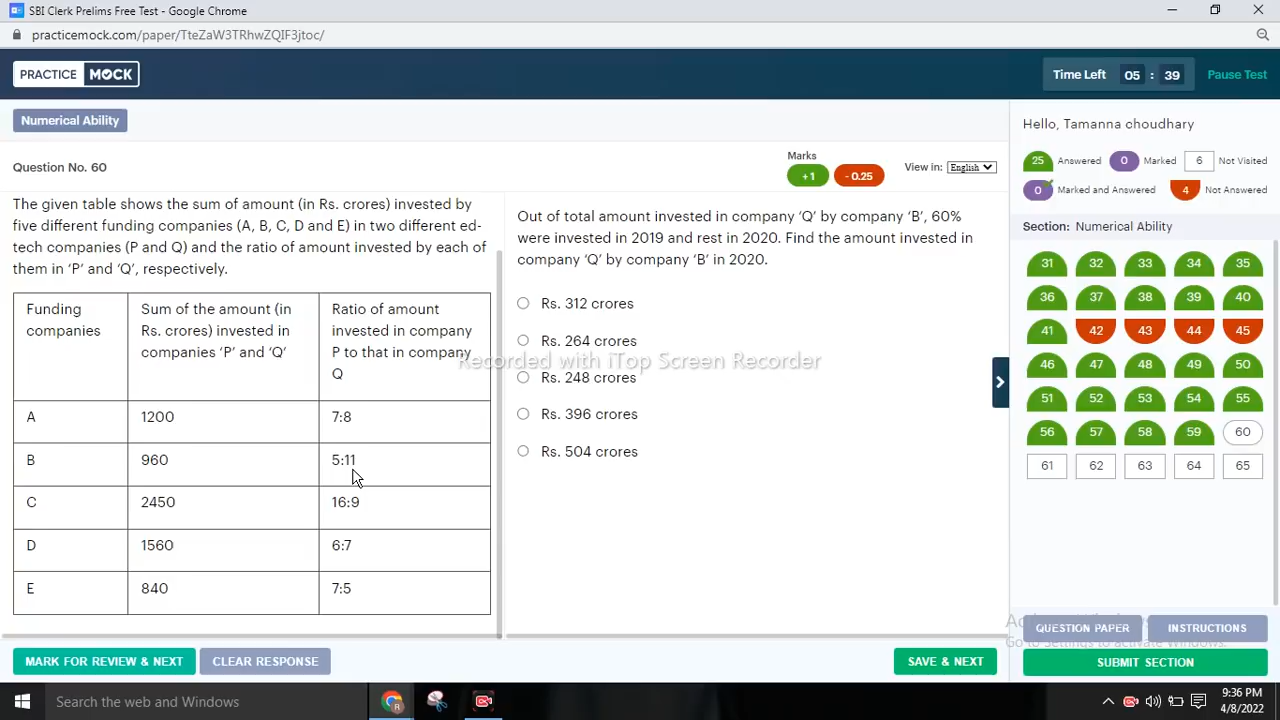 SBI Clerk Prelims Free Test - Google Chrome
practicemock.com/paper/TteZaW3TRhwZQIF3jtoc/
PRACTICE MOCK
Time Left 05 : 39 Pause Test
Numerical Ability
Hello, Tamanna choudhary
Question No. 60
Marks
+ 1 - 0.25
View in: English
25 Answered 0 Marked 6 Not Visited
0 Marked and Answered 4 Not Answered
The given table shows the sum of amount (in Rs. crores) invested by
five different funding companies (A, B, C, D and E) in two different ed-
tech companies (P and Q) and the ratio of amount invested by each of
them in ‘P’ and ‘Q’, respectively.
Funding companies
Sum of the amount (in
Rs. crores) invested in
companies ‘P’ and ‘Q’
Ratio of amount
invested in company
P to that in company
Q
A 1200 7:8
B 960 5:11
C 2450 16:9
D 1560 6:7
E 840 7:5
Out of total amount invested in company ‘Q’ by company ‘B’, 60%
were invested in 2019 and rest in 2020. Find the amount invested in
company ‘Q’ by company ‘B’ in 2020.
Rs. 312 crores
Rs. 264 crores
Recorded with iTop Screen Recorder
Rs. 248 crores
Rs. 396 crores
Rs. 504 crores
Section: Numerical Ability
31 32 33 34 35
36 37 38 39 40
41 42 43 44 45
46 47 48 49 50
51 52 53 54 55
56 57 58 59 60
61 62 63 64 65
QUESTION PAPER INSTRUCTIONS
Go to Settings to activate Windows.
MARK FOR REVIEW & NEXT CLEAR RESPONSE SAVE & NEXT SUBMIT SECTION
Search the web and Windows
9:36 PM
4/8/2022